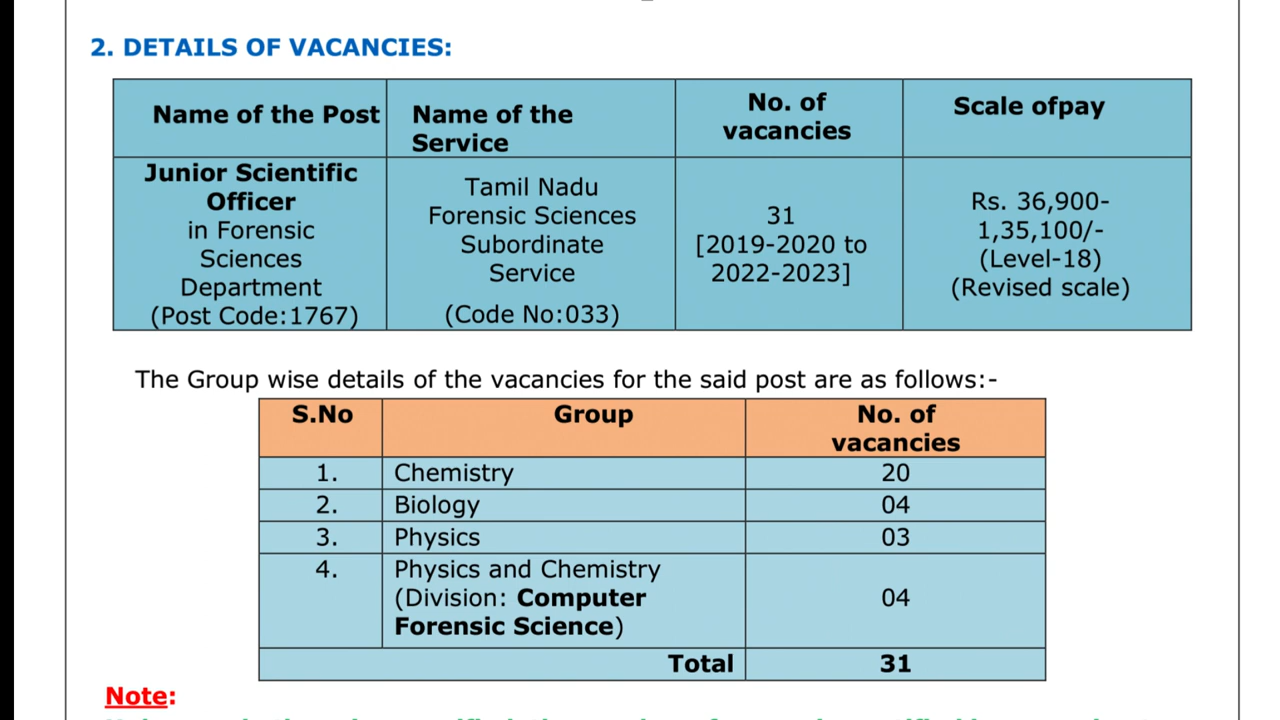 2. DETAILS OF VACANCIES:
Name of the Post
Name of the
Service
No. of
vacancies
Scale ofpay
Junior Scientific
Officer
in Forensic
Sciences
Department
(Post Code:1767)
Tamil Nadu
Forensic Sciences
Subordinate
Service
(Code No:033)
31
[2019-2020 to
2022-2023]
Rs. 36,900-
1,35,100/-
(Level-18)
(Revised scale)
The Group wise details of the vacancies for the said post are as follows:-
S.No
Group
No. of
vacancies
1.
Chemistry
20
2.
Biology
04
3.
Physics
03
4.
Physics and Chemistry
(Division: Computer
Forensic Science)
04
Total
31
Note: